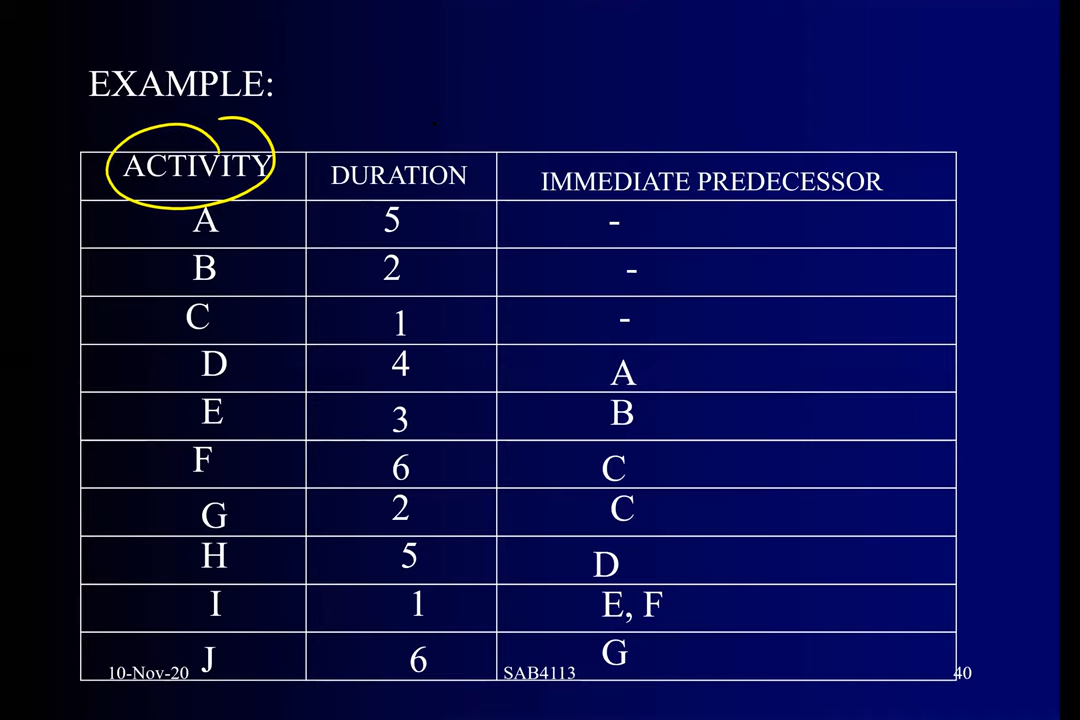 EXAMPLE:
ACTIVITY DURATION IMMEDIATE PREDECESSOR
A 5 -
B 2 -
C 1 -
D 4 A
E 3 B
F 6 C
G 2 C
H 5 D
I 1 E, F
J 6 G
10-Nov-20 SAB4113 40